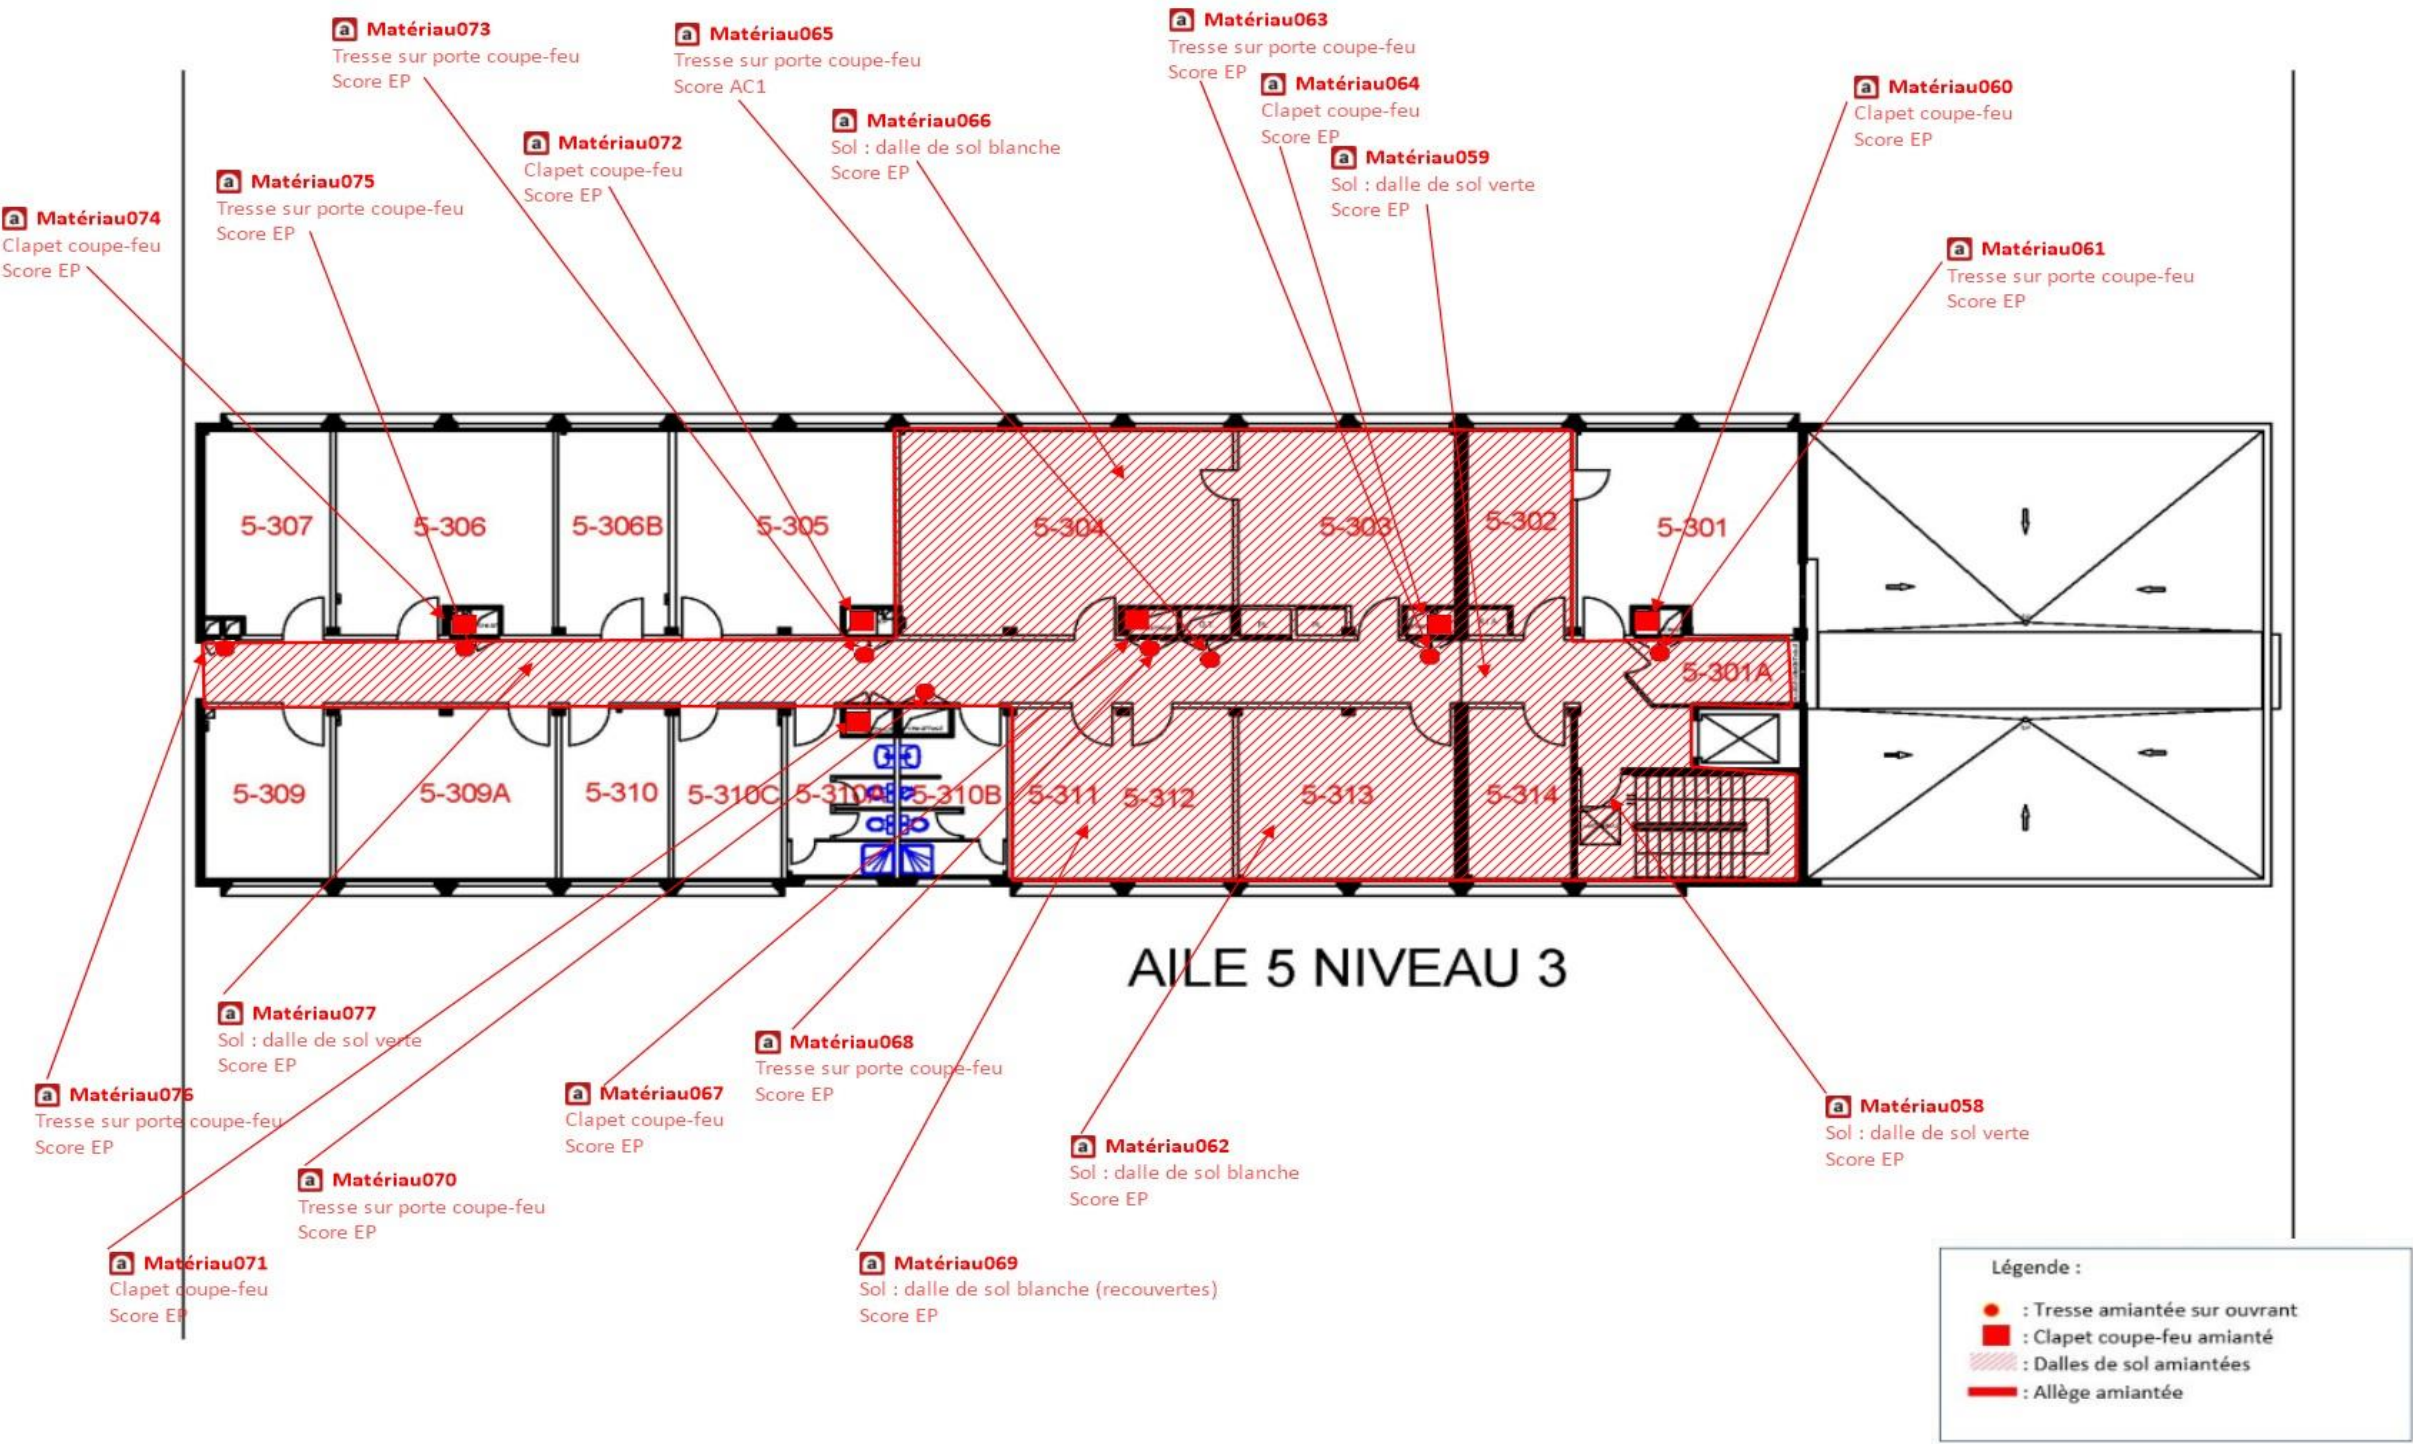 a Matériau073
Tresse sur porte coupe-feu
Score EP
a Matériau065
Tresse sur porte coupe-feu
Score AC1
a Matériau063
Tresse sur porte coupe-feu
Score EP
a Matériau064
Clapet coupe-feu
Score EP
a Matériau060
Clapet coupe-feu
Score EP
a Matériau066
Sol : dalle de sol blanche
Score EP
a Matériau072
Clapet coupe-feu
Score EP
a Matériau059
Sol : dalle de sol verte
Score EP
a Matériau075
Tresse sur porte coupe-feu
Score EP
a Matériau074
Clapet coupe-feu
Score EP
a Matériau061
Tresse sur porte coupe-feu
Score EP
5-307
5-306
5-306B
5-305
5-304
5-303
5-302
5-301
5-301A
5-309
5-309A
5-310
5-310C
5-310A
5-310B
5-311
5-312
5-313
5-314
AILE 5 NIVEAU 3
a Matériau077
Sol : dalle de sol verte
Score EP
a Matériau068
Tresse sur porte coupe-feu
Score EP
a Matériau076
Tresse sur porte coupe-feu
Score EP
a Matériau067
Clapet coupe-feu
Score EP
a Matériau058
Sol : dalle de sol verte
Score EP
a Matériau062
Sol : dalle de sol blanche
Score EP
a Matériau070
Tresse sur porte coupe-feu
Score EP
a Matériau071
Clapet coupe-feu
Score EP
a Matériau069
Sol : dalle de sol blanche (recouvertes)
Score EP
Légende :
: Tresse amiantée sur ouvrant
: Clapet coupe-feu amianté
: Dalles de sol amiantées
: Allège amiantée